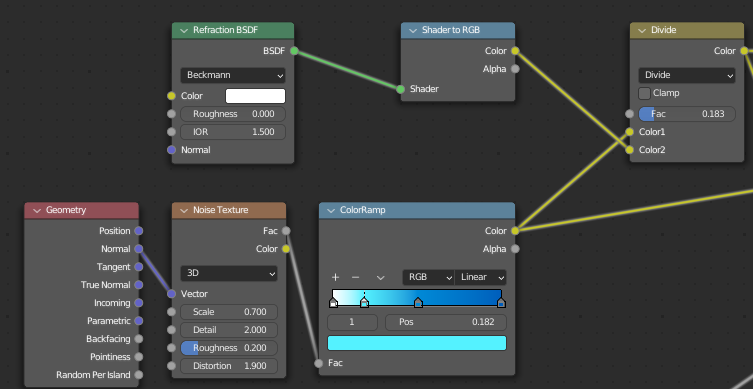 Refraction BSDF
BSDF
Beckmann
Color
Roughness 0.000
IOR 1.500
Normal
Shader to RGB
Color
Alpha
Shader
Divide
Color
Divide
Clamp
Fac 0.183
Color1
Color2
Geometry
Position
Normal
Tangent
True Normal
Incoming
Parametric
Backfacing
Pointiness
Random Per Island
Noise Texture
Fac
Color
3D
Vector
Scale 0.700
Detail 2.000
Roughness 0.200
Distortion 1.900
ColorRamp
Color
Alpha
+ − RGB Linear
1 Pos 0.182
Fac